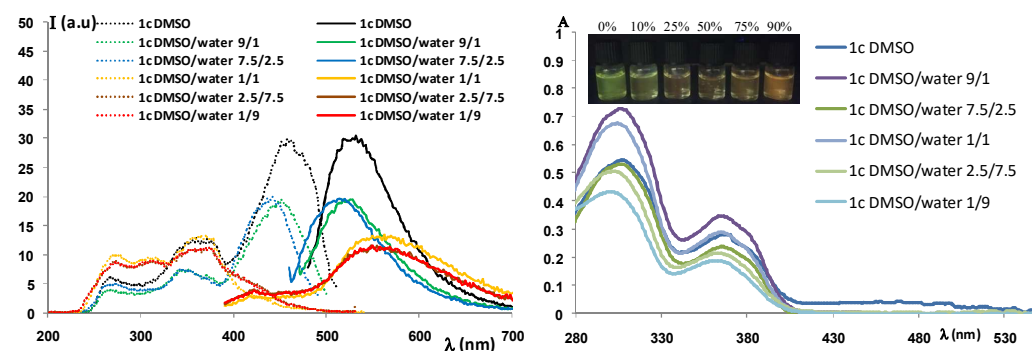 I (a.u)
1c DMSO
1c DMSO
1c DMSO/water 9/1
1c DMSO/water 9/1
1c DMSO/water 7.5/2.5
1c DMSO/water 7.5/2.5
1c DMSO/water 1/1
1c DMSO/water 1/1
1c DMSO/water 2.5/7.5
1c DMSO/water 2.5/7.5
1c DMSO/water 1/9
1c DMSO/water 1/9
50
45
40
35
30
25
20
15
10
5
0
200 300 400 500 600 700
λ (nm)
A
0% 10% 25% 50% 75% 90%
1c DMSO
1c DMSO/water 9/1
1c DMSO/water 7.5/2.5
1c DMSO/water 1/1
1c DMSO/water 2.5/7.5
1c DMSO/water 1/9
1
0.9
0.8
0.7
0.6
0.5
0.4
0.3
0.2
0.1
0
280 330 380 430 480 530
λ (nm)